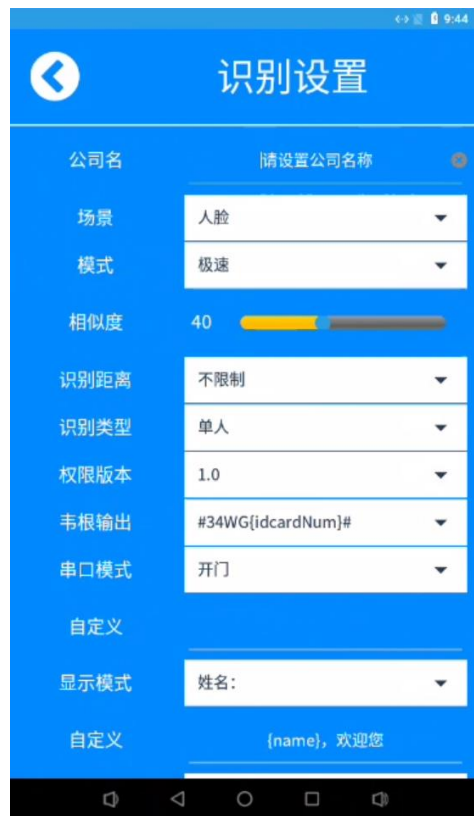 9:44
识别设置
公司名 请设置公司名称
场景 人脸
模式 极速
相似度 40
识别距离 不限制
识别类型 单人
权限版本 1.0
韦根输出 #34WG{idcardNum}#
串口模式 开门
自定义
显示模式 姓名：
自定义 {name}，欢迎您